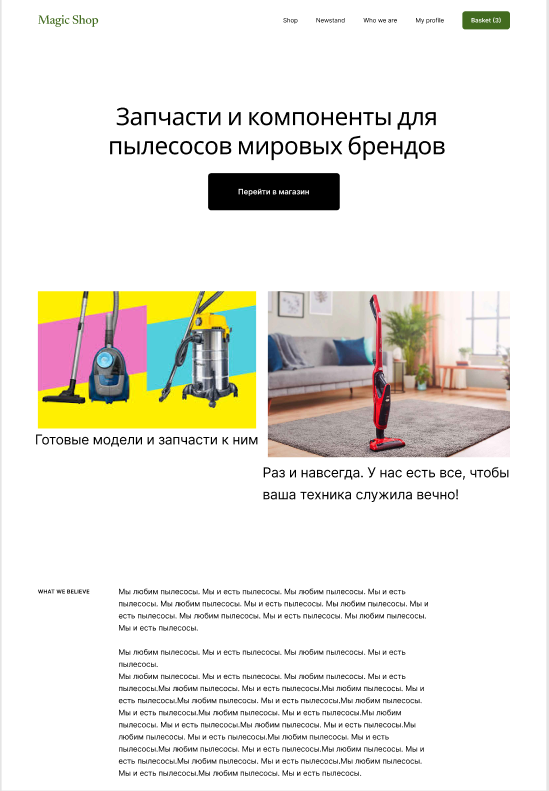 Magic Shop
Shop Newstand Who we are My profile Basket (3)
Запчасти и компоненты для
пылесосов мировых брендов
Перейти в магазин
Готовые модели и запчасти к ним
Раз и навсегда. У нас есть все, чтобы
ваша техника служила вечно!
WHAT WE BELIEVE
Мы любим пылесосы. Мы и есть пылесосы. Мы любим пылесосы. Мы и есть
пылесосы. Мы любим пылесосы. Мы и есть пылесосы. Мы любим пылесосы. Мы и
есть пылесосы. Мы любим пылесосы. Мы и есть пылесосы. Мы любим пылесосы.
Мы и есть пылесосы.
Мы любим пылесосы. Мы и есть пылесосы. Мы любим пылесосы. Мы и есть
пылесосы.
Мы любим пылесосы. Мы и есть пылесосы. Мы любим пылесосы. Мы и есть
пылесосы.Мы любим пылесосы. Мы и есть пылесосы.Мы любим пылесосы. Мы и
есть пылесосы.Мы любим пылесосы. Мы и есть пылесосы.Мы любим пылесосы.
Мы и есть пылесосы.Мы любим пылесосы. Мы и есть пылесосы.Мы любим
пылесосы. Мы и есть пылесосы.Мы любим пылесосы. Мы и есть пылесосы.Мы
любим пылесосы. Мы и есть пылесосы.Мы любим пылесосы. Мы и есть
пылесосы.Мы любим пылесосы. Мы и есть пылесосы.Мы любим пылесосы. Мы и
есть пылесосы.Мы любим пылесосы. Мы и есть пылесосы.Мы любим пылесосы.
Мы и есть пылесосы.Мы любим пылесосы. Мы и есть пылесосы.